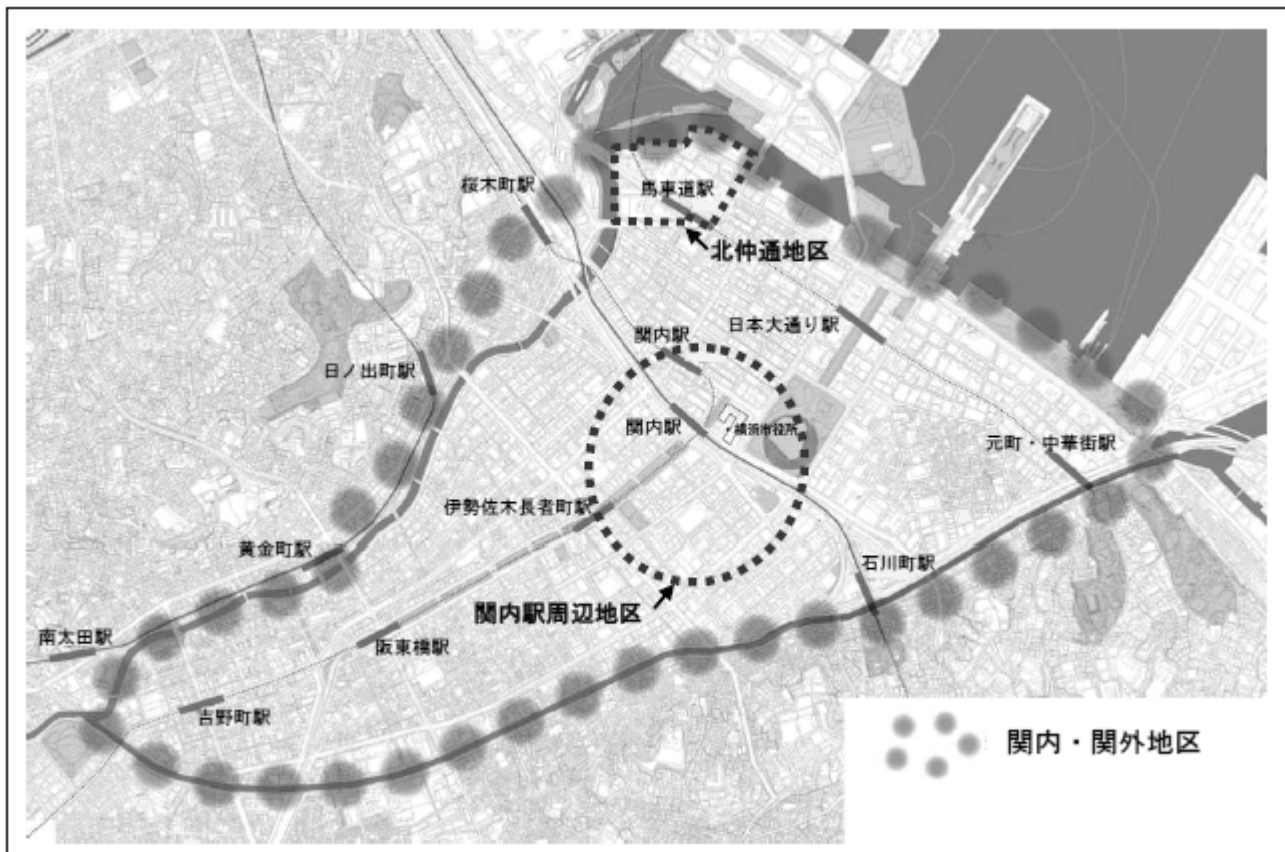 桜木町駅
馬車道駅
北仲通地区
日本大通り駅
関内駅
日ノ出町駅
関内駅
・横浜市役所
元町・中華街駅
伊勢佐木長者町駅
黄金町駅
石川町駅
関内駅周辺地区
南太田駅
阪東橋駅
吉野町駅
関内・関外地区